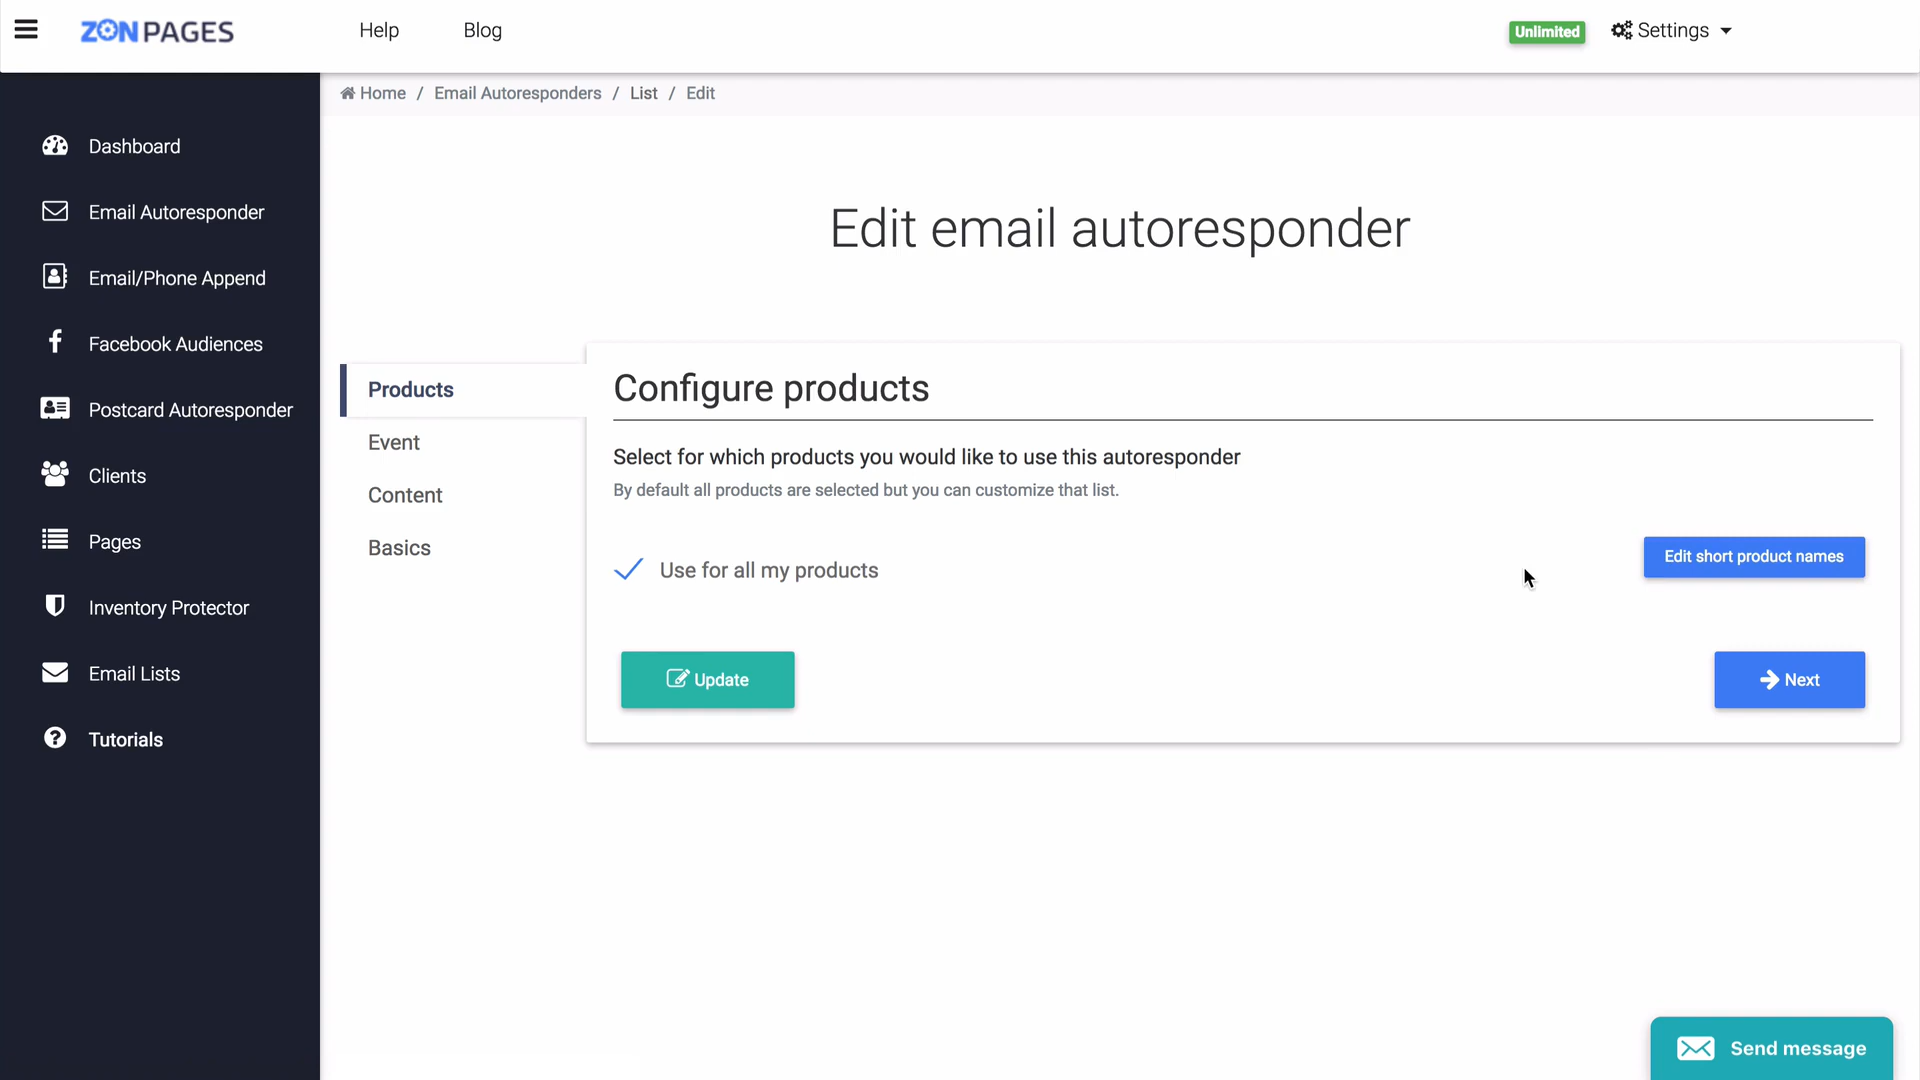 ZONPAGES
Help
Blog
Unlimited
Settings
Home / Email Autoresponders / List / Edit
Dashboard
Email Autoresponder
Email/Phone Append
Facebook Audiences
Postcard Autoresponder
Clients
Pages
Inventory Protector
Email Lists
Tutorials
Edit email autoresponder
Products
Event
Content
Basics
Configure products
Select for which products you would like to use this autoresponder
By default all products are selected but you can customize that list.
Use for all my products
Edit short product names
Update
Next
Send message